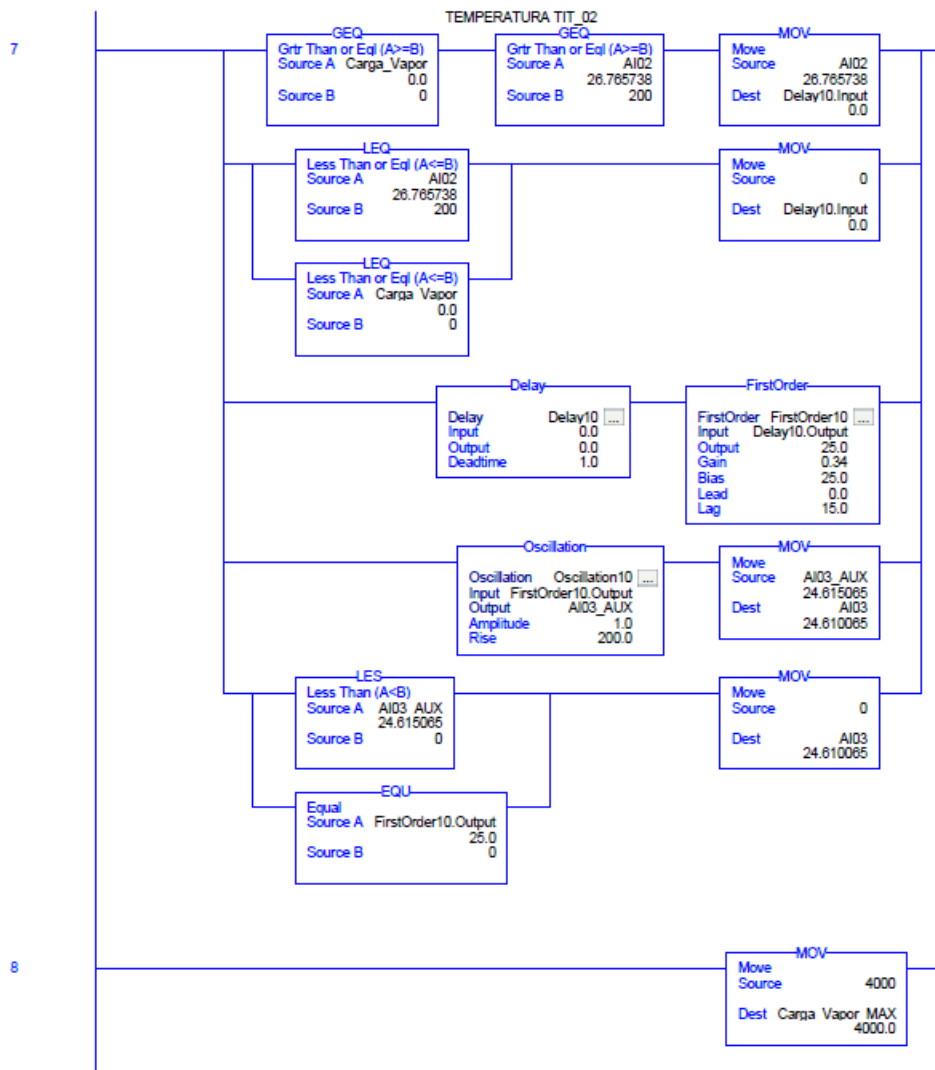 TEMPERATURA TIT_02
7
GEQ
Grtr Than or Eql (A>=B)
Source A Carga_Vapor
0.0
Source B 0
GEQ
Grtr Than or Eql (A>=B)
Source A AI02
26.765738
Source B 200
MOV
Move
Source AI02
26.765738
Dest Delay10.Input
0.0
LEQ
Less Than or Eql (A<=B)
Source A AI02
26.765738
Source B 200
MOV
Move
Source 0
Dest Delay10.Input
0.0
LEQ
Less Than or Eql (A<=B)
Source A Carga_Vapor
0.0
Source B 0
Delay
Delay Delay10 ...
Input 0.0
Output 0.0
Deadtime 1.0
FirstOrder
FirstOrder FirstOrder10 ...
Input Delay10.Output
Output 25.0
Gain 0.34
Bias 25.0
Lead 0.0
Lag 15.0
Oscillation
Oscillation Oscillation10 ...
Input FirstOrder10.Output
Output AI03_AUX
Amplitude 1.0
Rise 200.0
MOV
Move
Source AI03_AUX
24.615065
Dest AI03
24.610065
LES
Less Than (A<B)
Source A AI03_AUX
24.615065
Source B 0
MOV
Move
Source 0
Dest AI03
24.610065
EQU
Equal
Source A FirstOrder10.Output
25.0
Source B 0
8
MOV
Move
Source 4000
Dest Carga_Vapor_MAX
4000.0